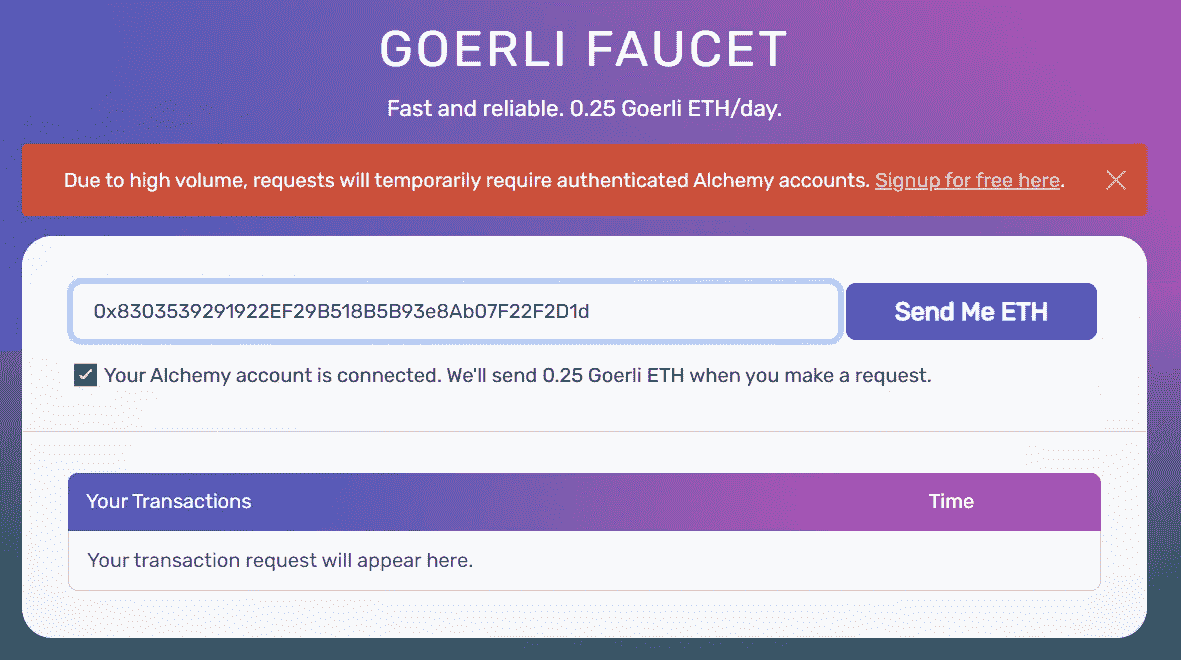 GOERLI FAUCET
Fast and reliable. 0.25 Goerli ETH/day.
Due to high volume, requests will temporarily require authenticated Alchemy accounts. Signup for free here.
0x8303539291922EF29B518B5B93e8Ab07F22F2D1d
Send Me ETH
Your Alchemy account is connected. We'll send 0.25 Goerli ETH when you make a request.
Your Transactions Time
Your transaction request will appear here.